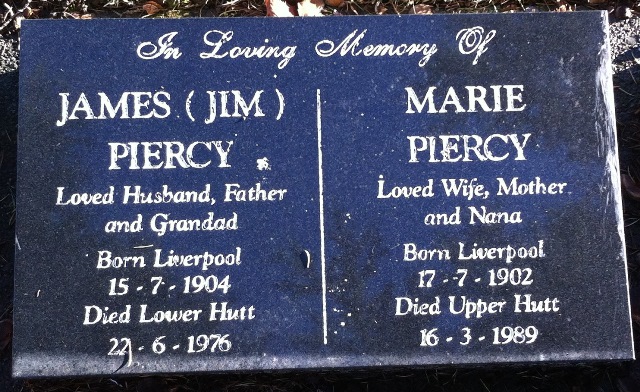 In Loving Memory Of
JAMES ( JIM )
PIERCY
Loved Husband, Father
and Grandad
Born Liverpool
15 - 7 - 1904
Died Lower Hutt
22 - 6 - 1976
MARIE
PIERCY
Loved Wife, Mother
and Nana
Born Liverpool
17 - 7 - 1902
Died Upper Hutt
16 - 3 - 1989